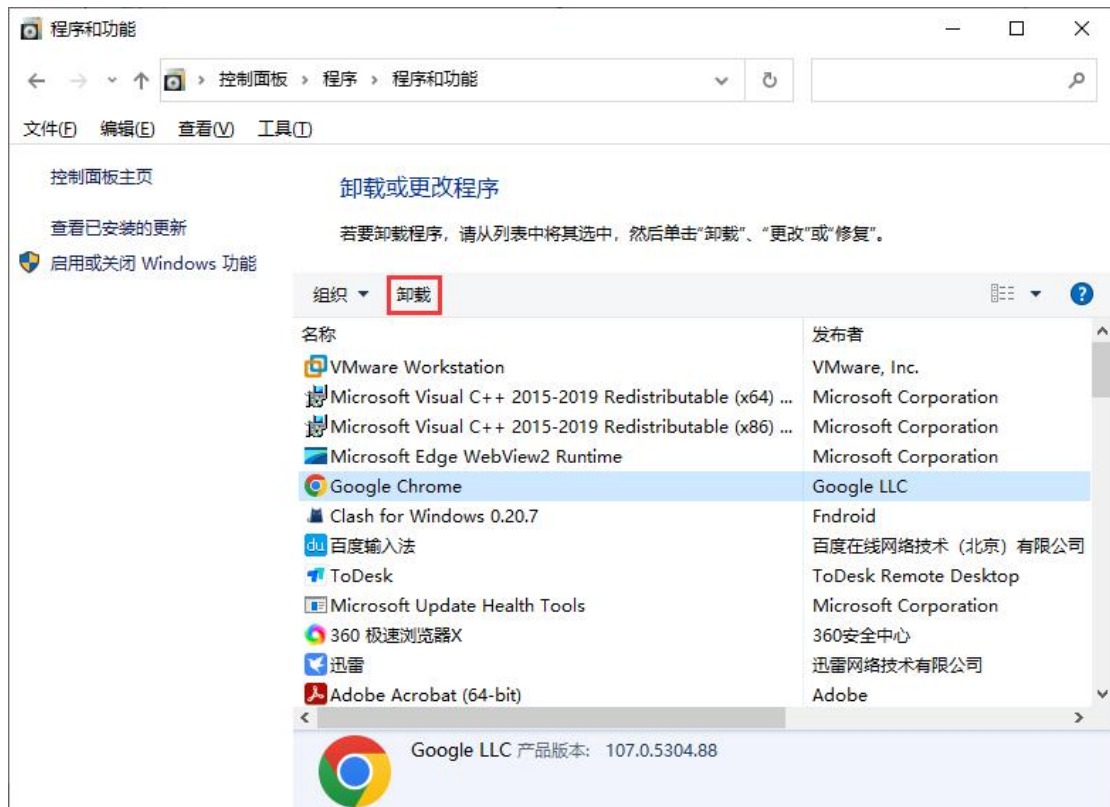 程序和功能
控制面板 › 程序 › 程序和功能
文件(F) 编辑(E) 查看(V) 工具(T)
控制面板主页
卸载或更改程序
查看已安装的更新
若要卸载程序，请从列表中将其选中，然后单击“卸载”、“更改”或“修复”。
启用或关闭 Windows 功能
组织 卸载
名称 发布者
VMware Workstation VMware, Inc.
Microsoft Visual C++ 2015-2019 Redistributable (x64) ... Microsoft Corporation
Microsoft Visual C++ 2015-2019 Redistributable (x86) ... Microsoft Corporation
Microsoft Edge WebView2 Runtime Microsoft Corporation
Google Chrome Google LLC
Clash for Windows 0.20.7 Fndroid
du 百度输入法 百度在线网络技术（北京）有限公司
ToDesk ToDesk Remote Desktop
Microsoft Update Health Tools Microsoft Corporation
360 极速浏览器X 360安全中心
迅雷 迅雷网络技术有限公司
Adobe Acrobat (64-bit) Adobe
Google LLC 产品版本: 107.0.5304.88